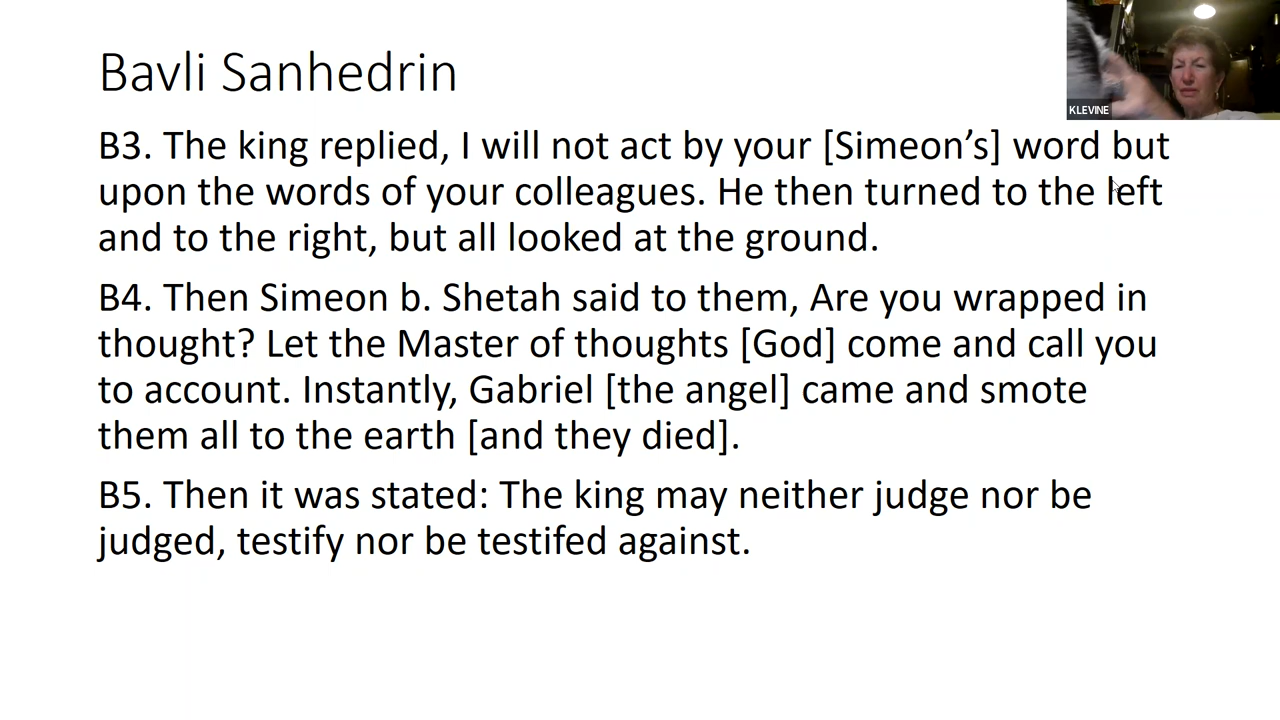 Bavli Sanhedrin
KLEVINE
B3. The king replied, I will not act by your [Simeon’s] word but
upon the words of your colleagues. He then turned to the left
and to the right, but all looked at the ground.
B4. Then Simeon b. Shetah said to them, Are you wrapped in
thought? Let the Master of thoughts [God] come and call you
to account. Instantly, Gabriel [the angel] came and smote
them all to the earth [and they died].
B5. Then it was stated: The king may neither judge nor be
judged, testify nor be testifed against.